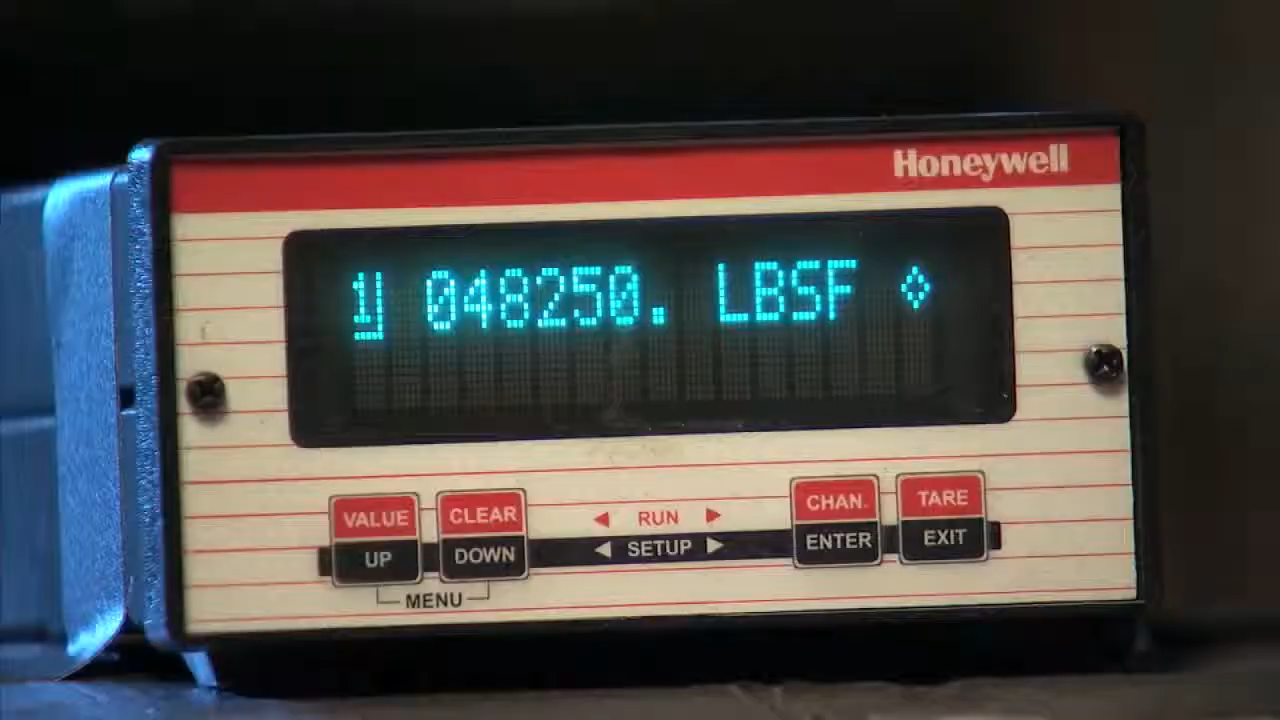 Honeywell
1 048250. LBSF
VALUE CLEAR RUN CHAN. TARE
UP DOWN SETUP ENTER EXIT
MENU